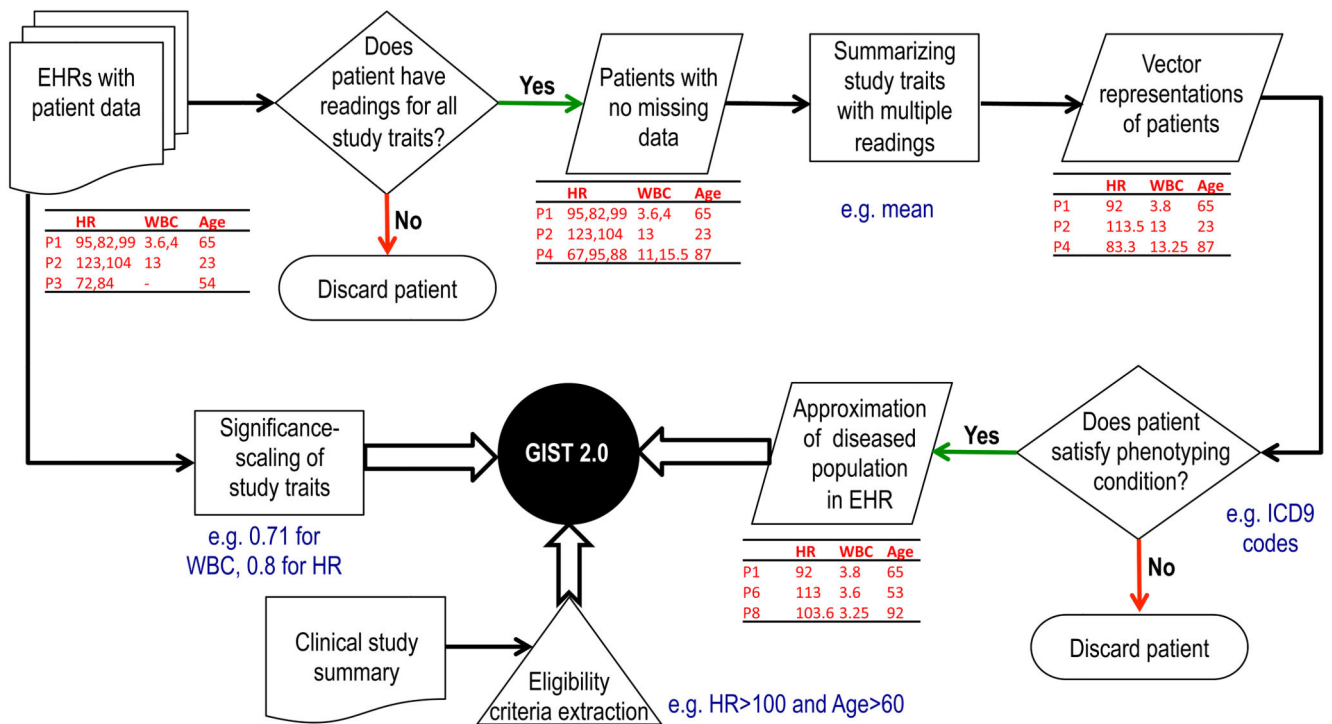 EHRs with
patient data
Does
patient have
readings for all
study traits?
Yes
No
Discard patient
Patients with
no missing
data
Summarizing
study traits
with multiple
readings
e.g. mean
Vector
representations
of patients
HR WBC Age
P1 95,82,99 3.6,4 65
P2 123,104 13 23
P3 72,84 - 54
HR WBC Age
P1 95,82,99 3.6,4 65
P2 123,104 13 23
P4 67,95,88 11,15.5 87
HR WBC Age
P1 92 3.8 65
P2 113.5 13 23
P4 83.3 13.25 87
Significance-
scaling of
study traits
e.g. 0.71 for
WBC, 0.8 for HR
GIST 2.0
Approximation
of diseased
population
in EHR
HR WBC Age
P1 92 3.8 65
P6 113 3.6 53
P8 103.6 3.25 92
Yes
Does patient
satisfy phenotyping
condition?
e.g. ICD9
codes
No
Discard patient
Clinical study
summary
Eligibility
criteria extraction
e.g. HR>100 and Age>60